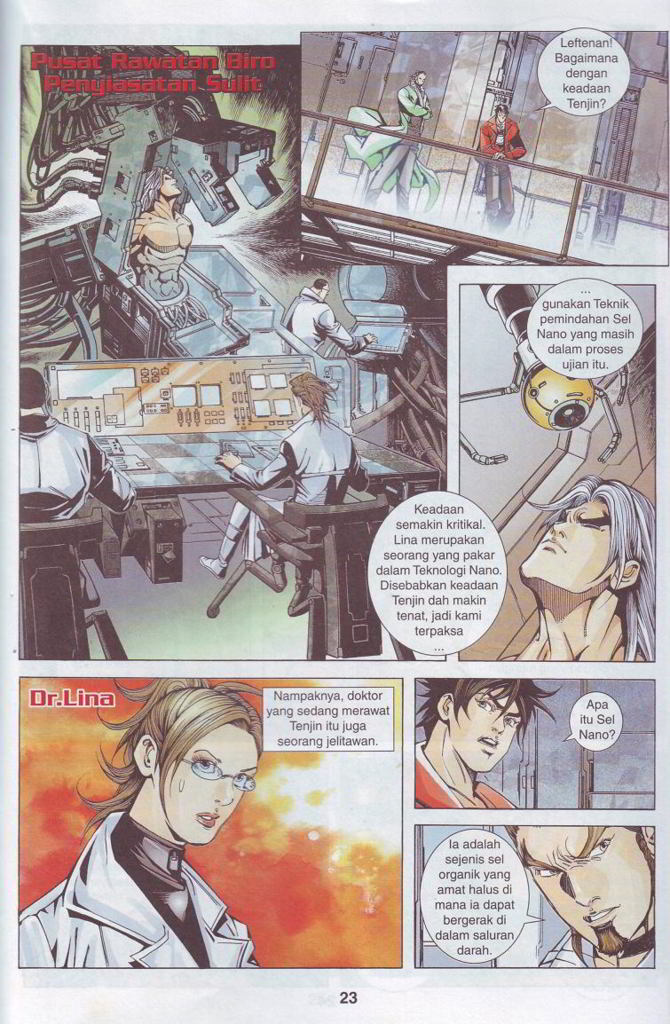 Pusat Rawatan Biro
Penyiasatan Sulit
Leftenan!
Bagaimana
dengan
keadaan
Tenjin?
Keadaan
semakin kritikal.
Lina merupakan
seorang yang pakar
dalam Teknologi Nano.
Disebabkan keadaan
Tenjin dah makin
tenat, jadi kami
terpaksa
...
...
gunakan Teknik
pemindahan Sel
Nano yang masih
dalam proses
ujian itu.
Dr.Lina
Nampaknya, doktor
yang sedang merawat
Tenjin itu juga
seorang jelitawan.
Apa
itu Sel
Nano?
Ia adalah
sejenis sel
organik yang
amat halus di
mana ia dapat
bergerak di
dalam saluran
darah.
23